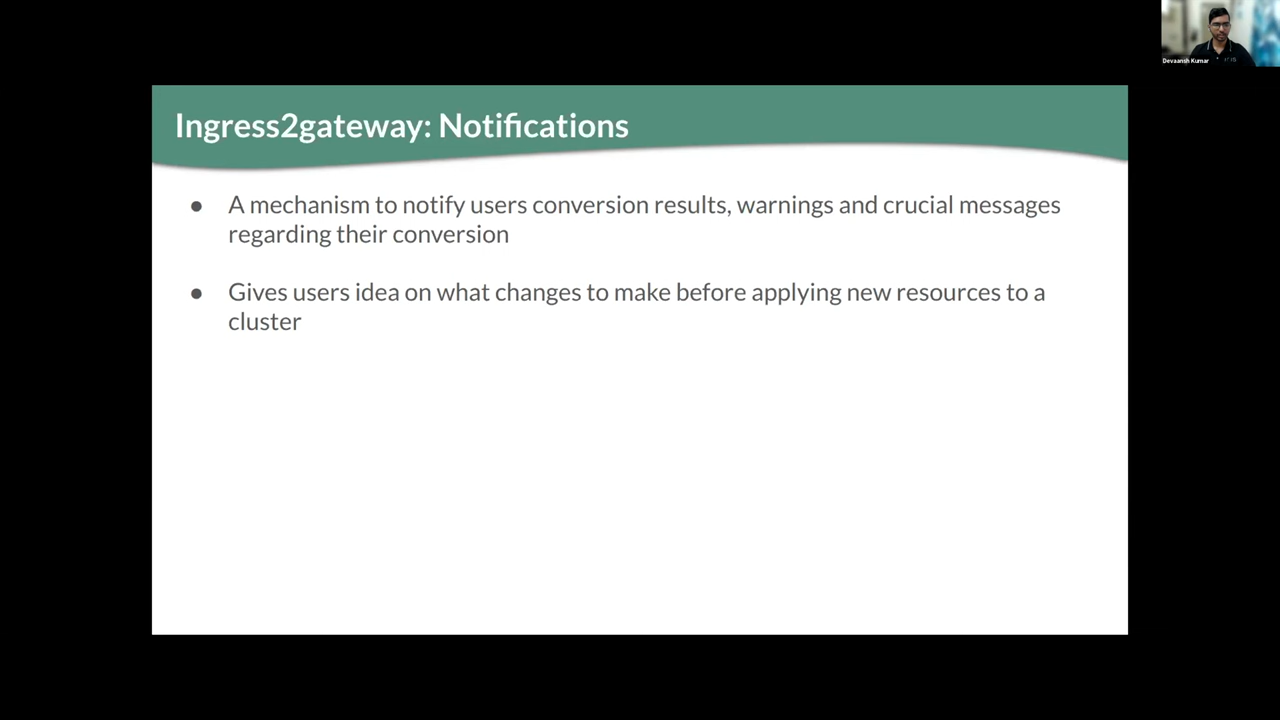 Devaansh Kumar
Ingress2gateway: Notifications
● A mechanism to notify users conversion results, warnings and crucial messages
regarding their conversion
● Gives users idea on what changes to make before applying new resources to a
cluster